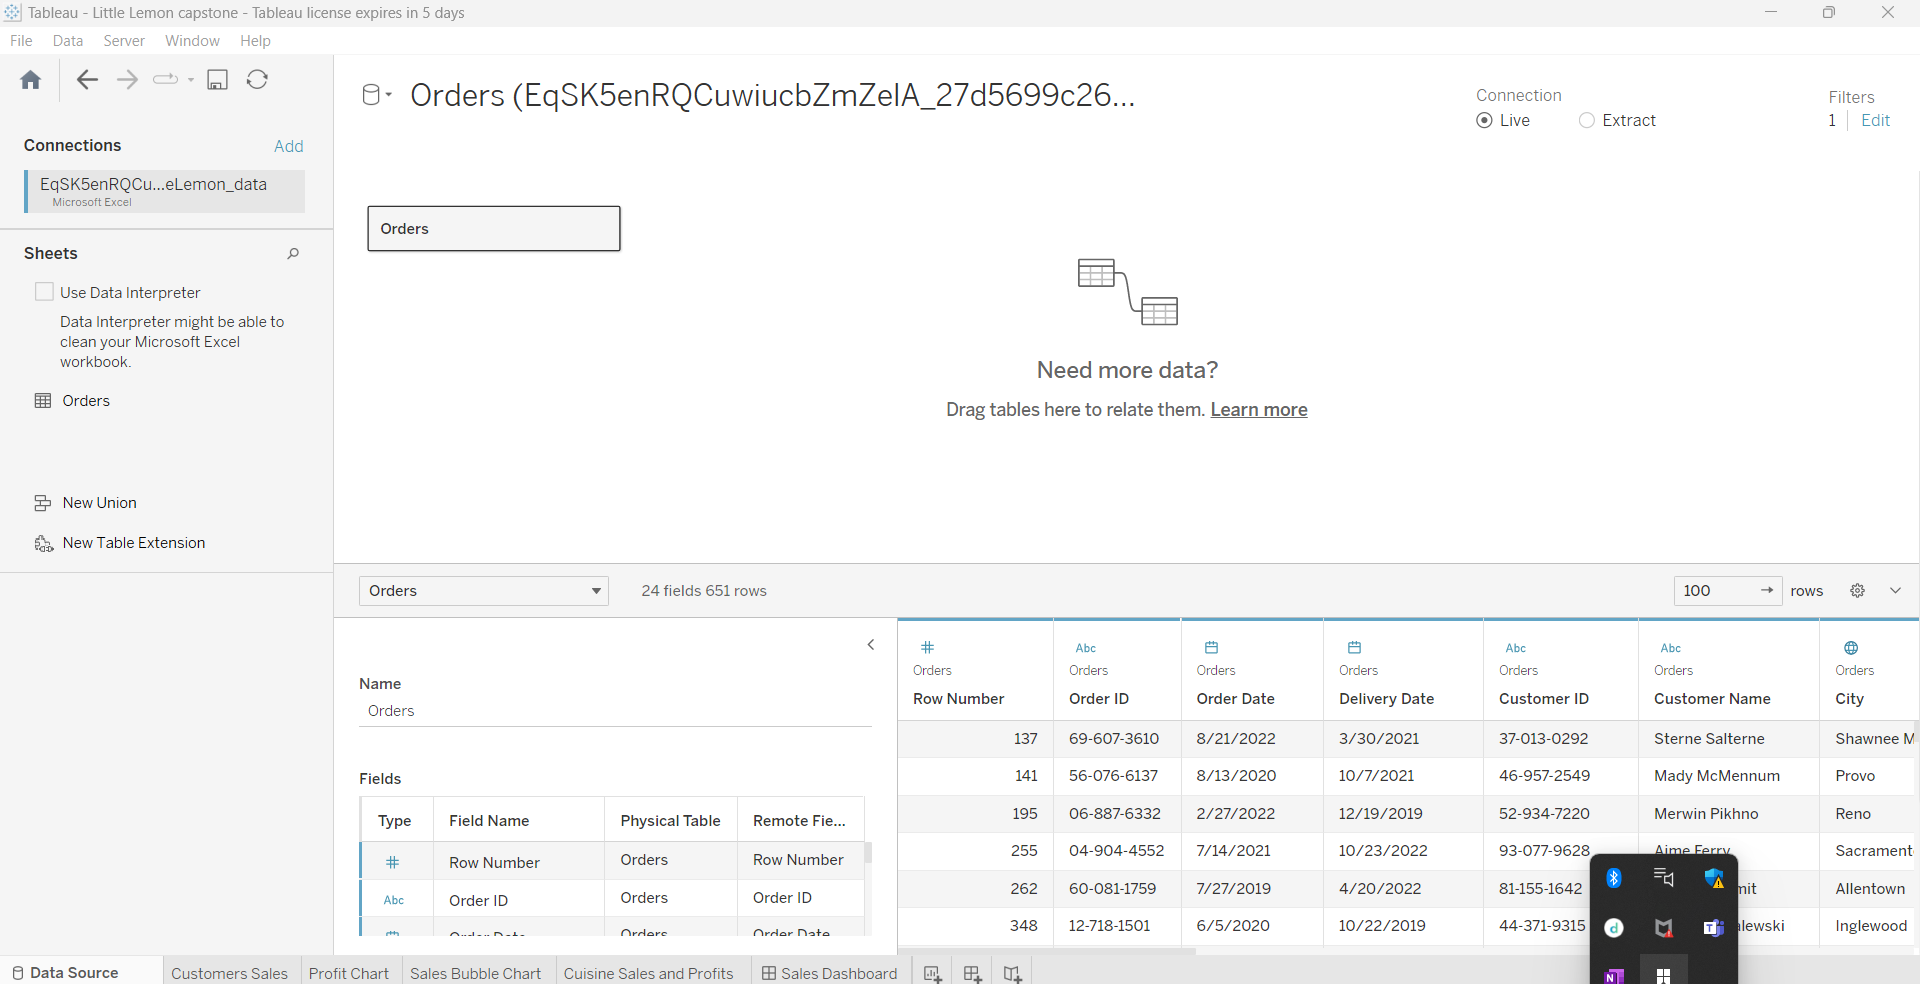 Tableau - Little Lemon capstone - Tableau license expires in 5 days
File Data Server Window Help
Orders (EqSK5enRQCuwiucbZmZelA_27d5699c26...
Connection
Live Extract
Filters
1 Edit
Connections Add
EqSK5enRQCu...eLemon_data
Microsoft Excel
Sheets
Use Data Interpreter
Data Interpreter might be able to
clean your Microsoft Excel
workbook.
Orders
New Union
New Table Extension
Orders
Need more data?
Drag tables here to relate them. Learn more
Orders 24 fields 651 rows 100 rows
Name
Orders
Fields
Type Field Name Physical Table Remote Fie...
# Row Number Orders Row Number
Abc Order ID Orders Order ID
Order Date Orders Order Date
# Abc Abc Abc
Orders Orders Orders Orders Orders Orders Orders
Row Number Order ID Order Date Delivery Date Customer ID Customer Name City
137 69-607-3610 8/21/2022 3/30/2021 37-013-0292 Sterne Salterne Shawnee M
141 56-076-6137 8/13/2020 10/7/2021 46-957-2549 Mady McMennum Provo
195 06-887-6332 2/27/2022 12/19/2019 52-934-7220 Merwin Pikhno Reno
255 04-904-4552 7/14/2021 10/23/2022 93-077-9628 Aime Ferry Sacrament
262 60-081-1759 7/27/2019 4/20/2022 81-155-1642 mit Allentown
348 12-718-1501 6/5/2020 10/22/2019 44-371-9315 alewski Inglewood
Data Source Customers Sales Profit Chart Sales Bubble Chart Cuisine Sales and Profits Sales Dashboard